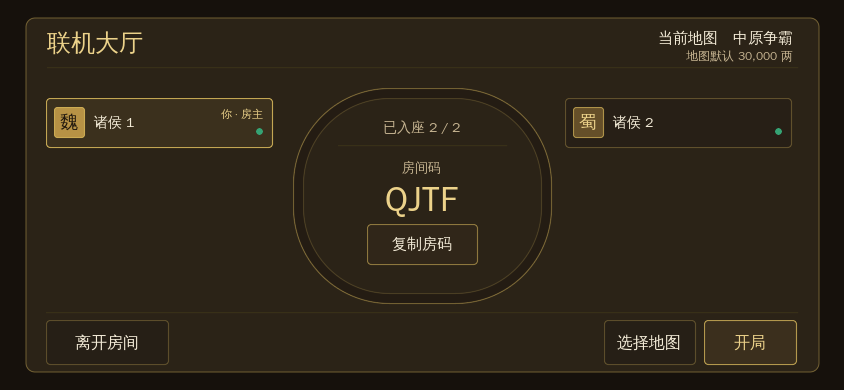 联机大厅
当前地图 中原争霸
地图默认 30,000 两
魏 诸侯 1
你 · 房主
已入座 2 / 2
房间码
QJTF
复制房码
蜀 诸侯 2
离开房间
选择地图
开局